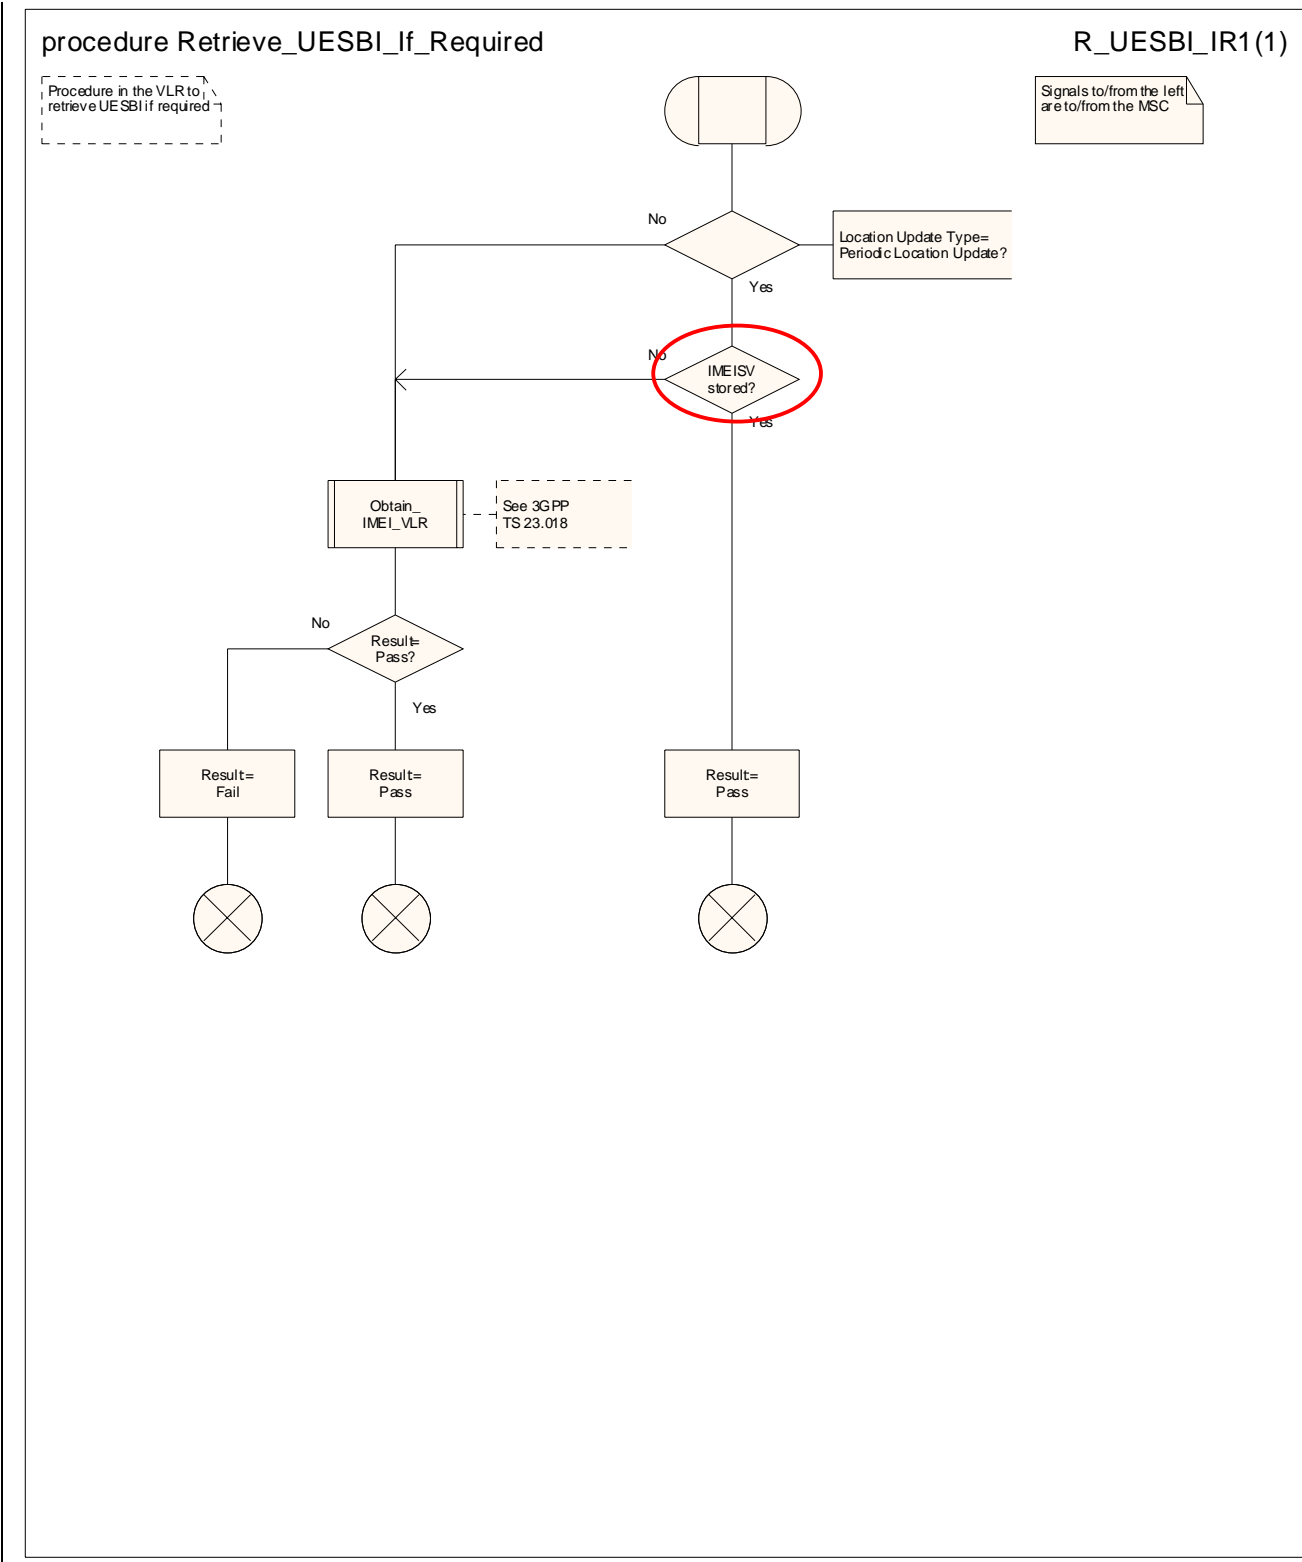 procedure Retrieve_UESBI_If_Required
R_UESBI_IR1(1)
Procedure in the VLR to
retrieve UESBI if required
Signals to/from the left
are to/from the MSC
No
Location Update Type=
Periodic Location Update?
Yes
No
IMEISV
stored?
Yes
Obtain_
IMEI_VLR
See 3GPP
TS 23.018
No
Result=
Pass?
Yes
Result=
Fail
Result=
Pass
Result=
Pass